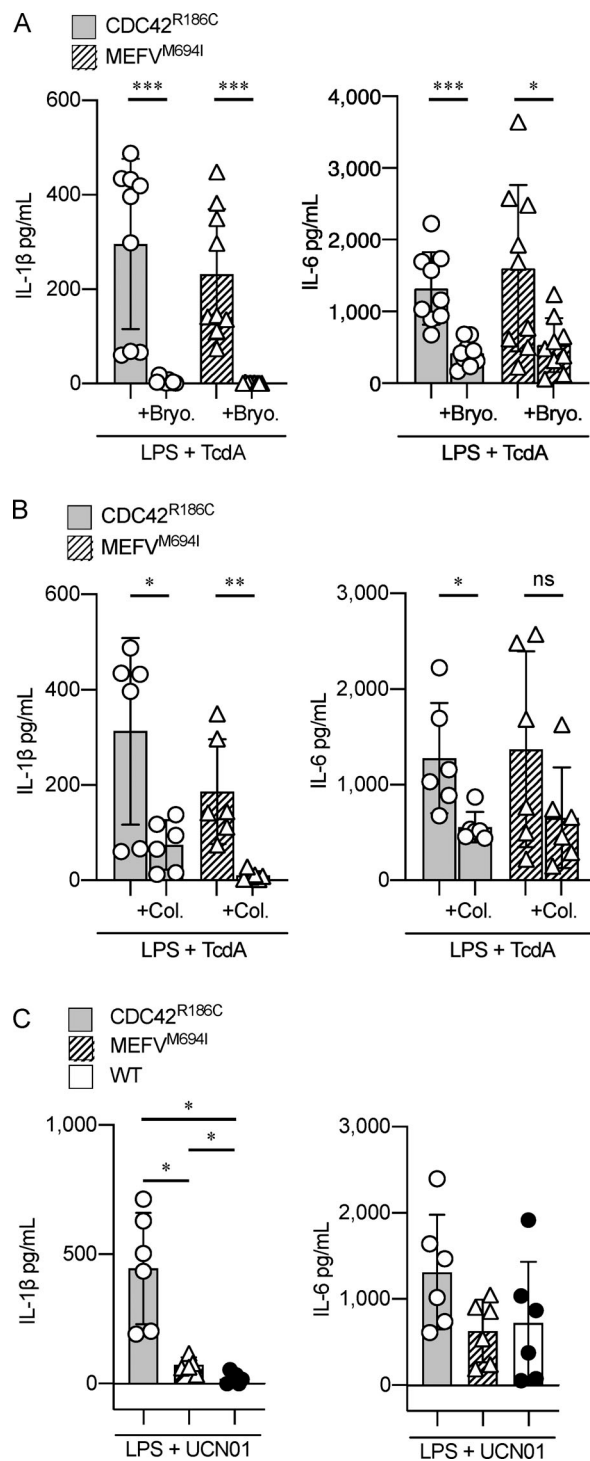 A
CDC42R186C
MEFVM694I
*** ***
600
400
200
0
IL-1β pg/mL
+Bryo. +Bryo.
LPS + TcdA
*** *
4,000
3,000
2,000
1,000
0
IL-6 pg/mL
+Bryo. +Bryo.
LPS + TcdA
B
CDC42R186C
MEFVM694I
* **
600
400
200
0
IL-1β pg/mL
+Col. +Col.
LPS + TcdA
* ns
3,000
2,000
1,000
0
IL-6 pg/mL
+Col. +Col.
LPS + TcdA
C
CDC42R186C
MEFVM694I
WT
*
* *
1,000
500
0
IL-1β pg/mL
LPS + UCN01
3,000
2,000
1,000
0
IL-6 pg/mL
LPS + UCN01